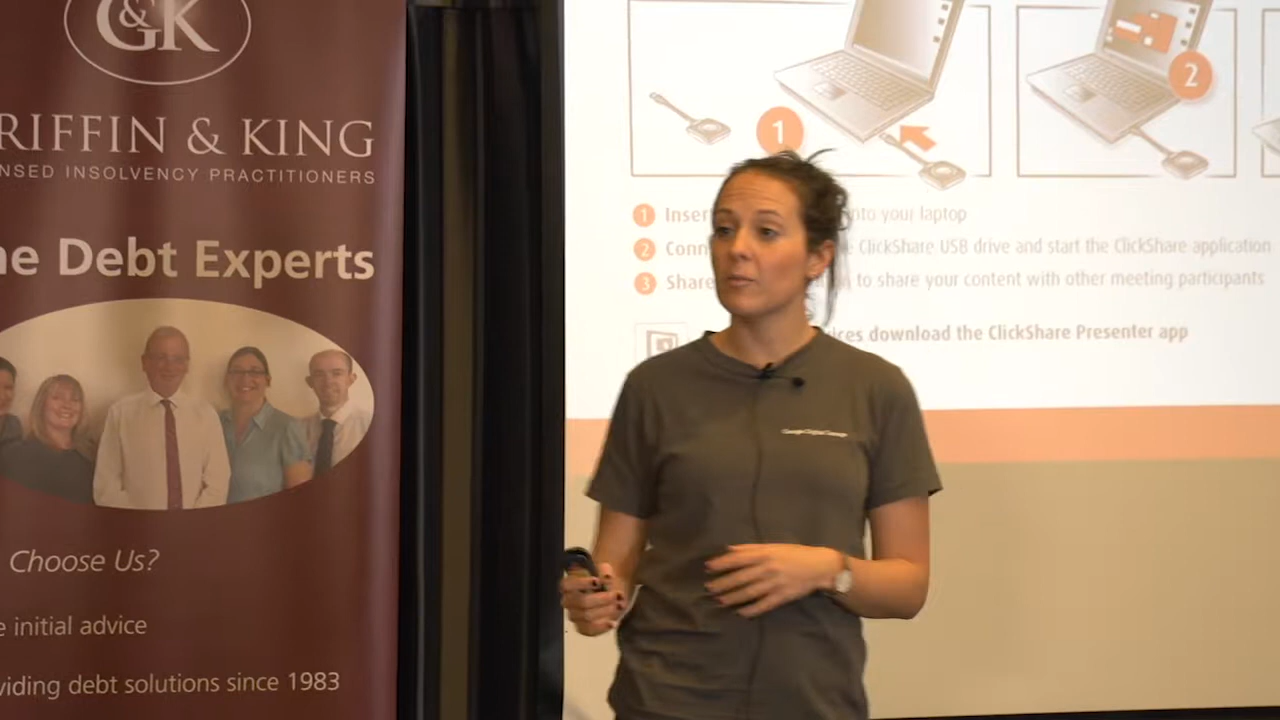 G&K
RIFFIN & KING
NSED INSOLVENCY PRACTITIONERS
ne Debt Experts
Choose Us?
e initial advice
viding debt solutions since 1983
1
2
1 Inser nto your laptop
2 Conn e ClickShare USB drive and start the ClickShare application
3 Share n to share your content with other meeting participants
ices download the ClickShare Presenter app